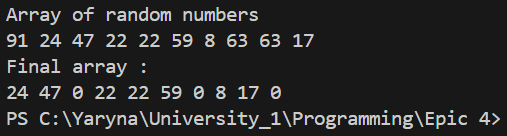 Array of random numbers
91 24 47 22 22 59 8 63 63 17
Final array :
24 47 0 22 22 59 0 8 17 0
PS C:\Yaryna\University_1\Programming\Epic 4>